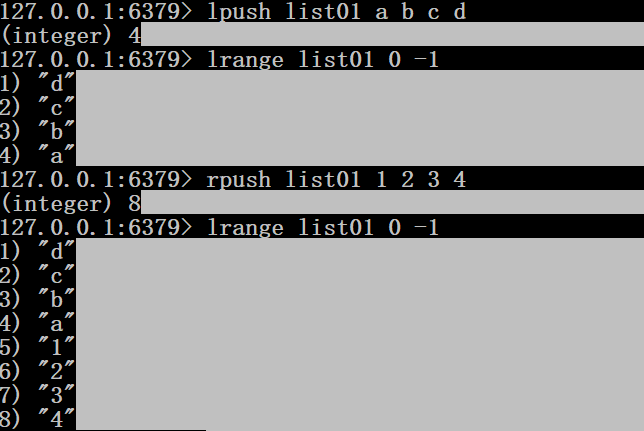 127.0.0.1:6379> lpush list01 a b c d
(integer) 4
127.0.0.1:6379> lrange list01 0 -1
1) "d"
2) "c"
3) "b"
4) "a"
127.0.0.1:6379> rpush list01 1 2 3 4
(integer) 8
127.0.0.1:6379> lrange list01 0 -1
1) "d"
2) "c"
3) "b"
4) "a"
5) "1"
6) "2"
7) "3"
8) "4"